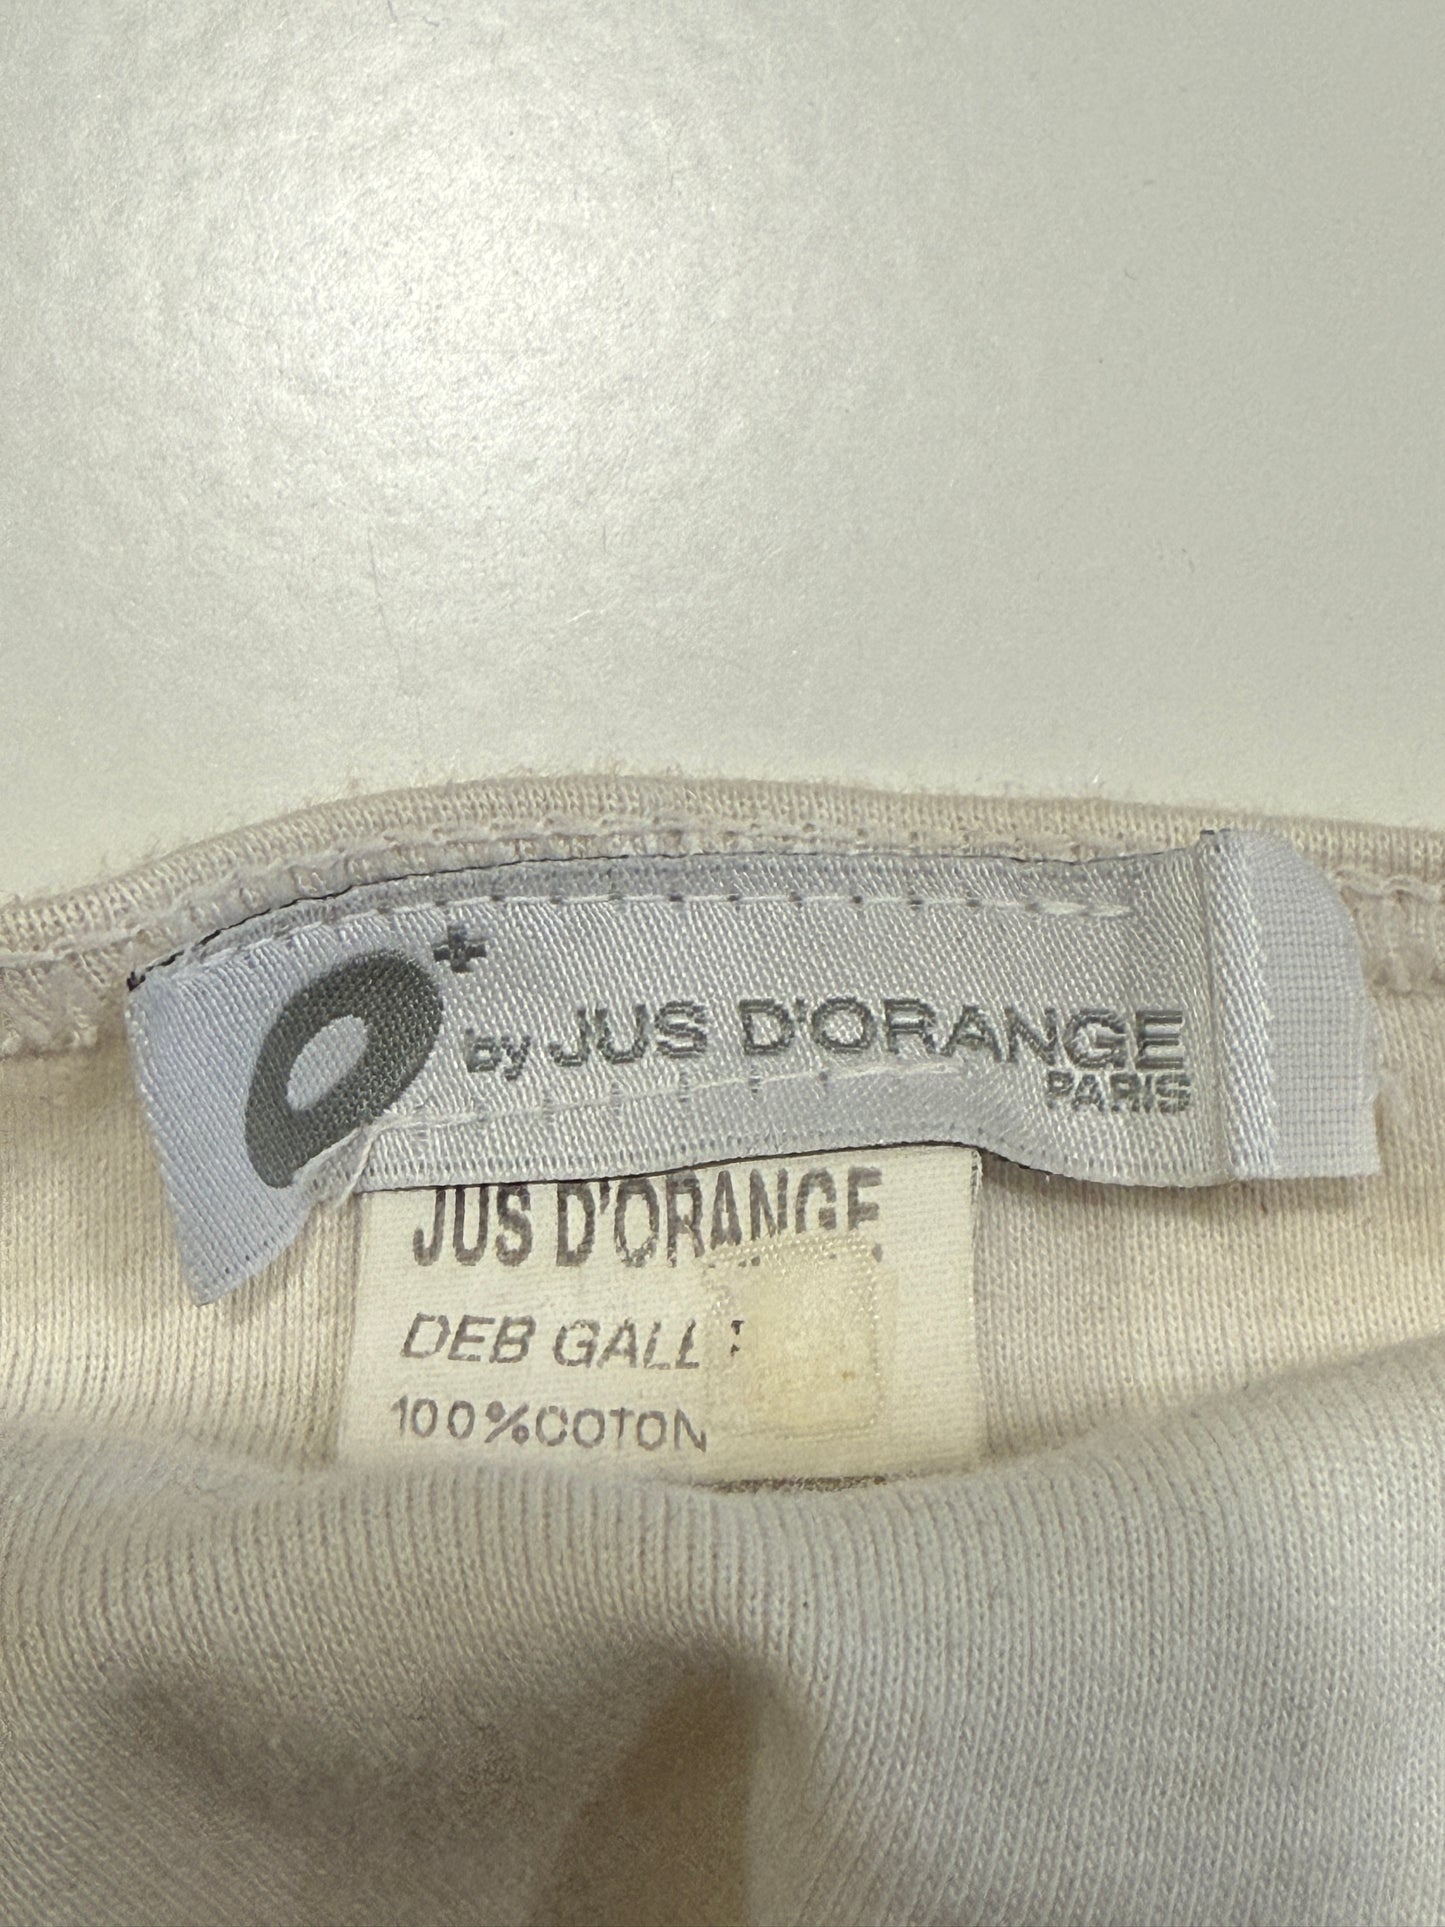 O+ by JUS D'ORANGE
PARIS
JUS D'ORANGE
DEB GALL
100%COTON